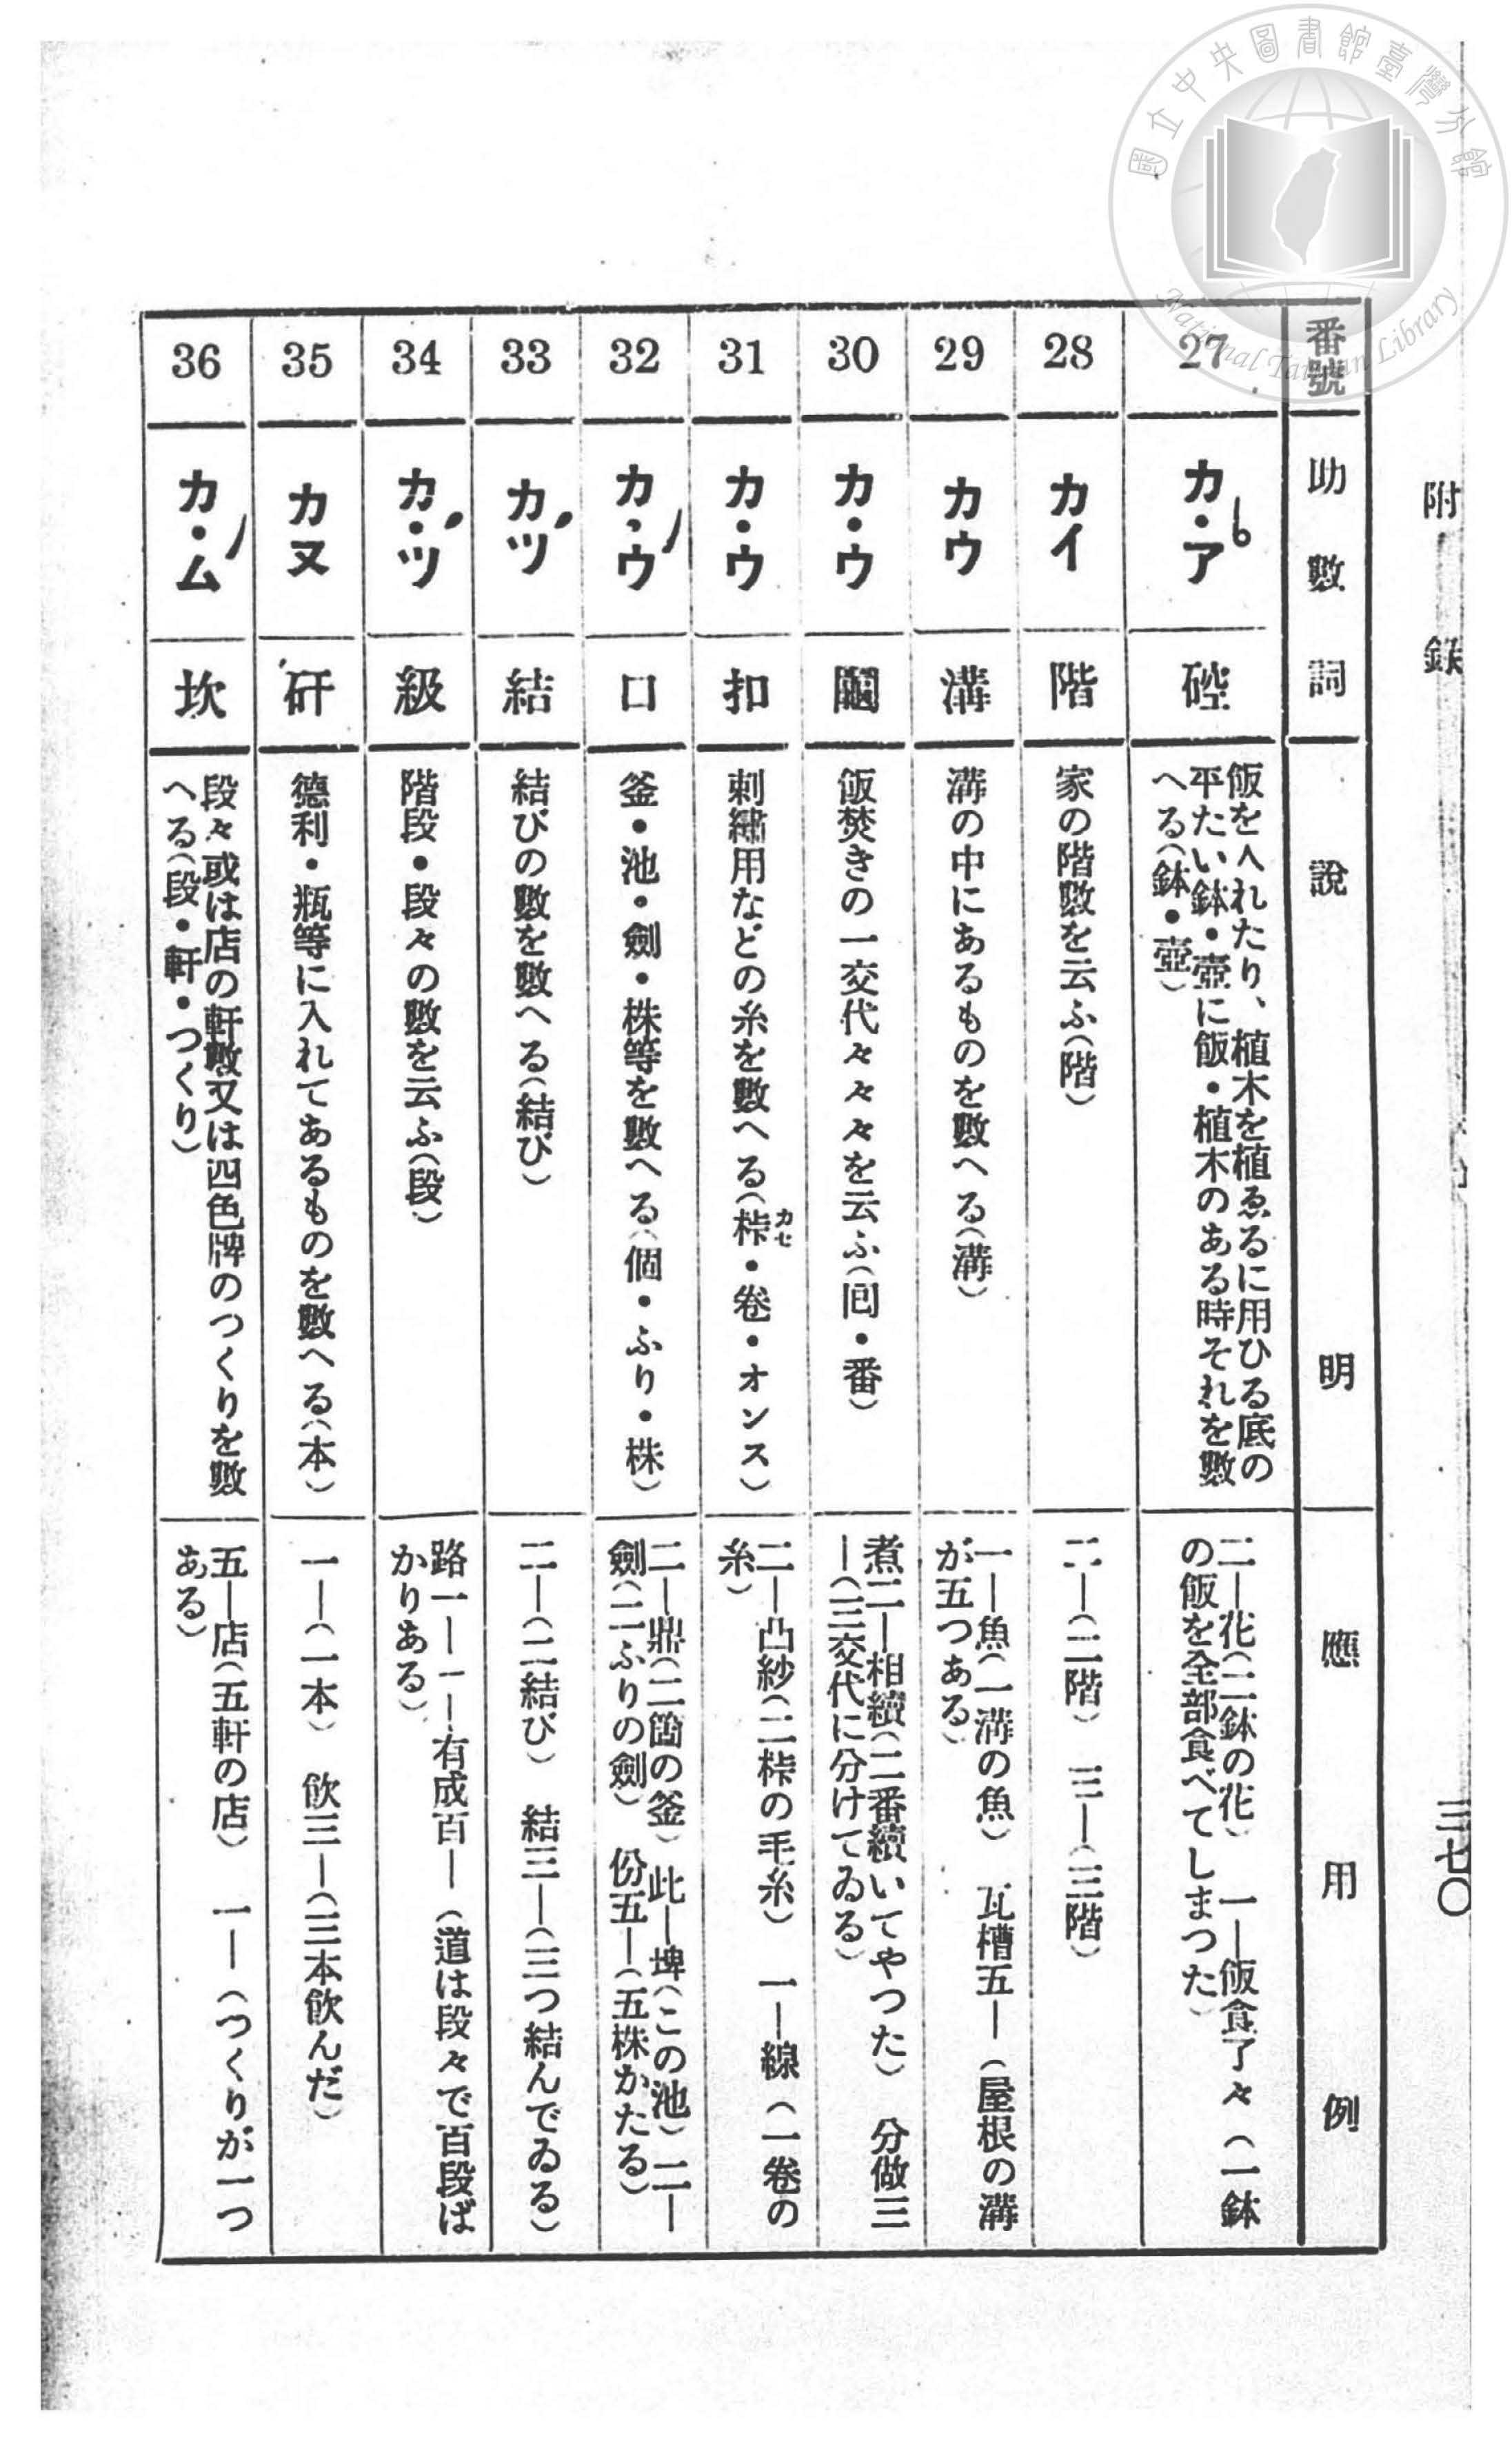 國立中央圖書館臺灣分館
National Taiwan Library
附錄
三七〇
番號
助數詞
說明
應用例
27
カ・ア
硿
飯を入れたり、植木を植ゑるに用ひる底の
平たい鉢・壺に飯・植木のある時それを數
へる(鉢・壺)
二―花(二鉢の花) 一―飯食了々(一鉢
の飯を全部食べてしまつた)
28
カイ
階
家の階數を云ふ(階)
二―(二階) 三―(三階)
29
カウ
溝
溝の中にあるものを數へる(溝)
一―魚(一溝の魚) 瓦槽五―(屋根の溝
が五つある)
30
カ・ウ
飯焚きの一交代々々々を云ふ(回・番)
煮二―相續(二番續いてやつた) 分做三
―(三交代に分けてゐる)
31
カ・ウ
扣
刺繡用などの糸を數へる(桛・卷・オンス)
カセ
二―凸紗(二桛の毛糸) 一―線(一卷の
糸)
32
カ・ウ
口
釜・池・劍・株等を數へる(個・ふり・株)
二―鼎(二箇の釜) 此―埤(この池) 二―
劍(二ふりの劍) 份五―(五株かたる)
33
カツ
結
結びの數を數へる(結び)
二―(二結び) 結三―(三つ結んでゐる)
34
カ・ツ
級
階段・段々の數を云ふ(段)
路一―一―有成百―(道は段々で百段ば
かりある)
35
カヌ
矸
德利・瓶等に入れてあるものを數へる(本)
一―(一本) 飮三―(三本飮んだ)
36
カ・ム
坎
段々或は店の軒數又は四色牌のつくりを數
へる(段・軒・つくり)
五―店(五軒の店) 一―(つくりが一つ
ある)